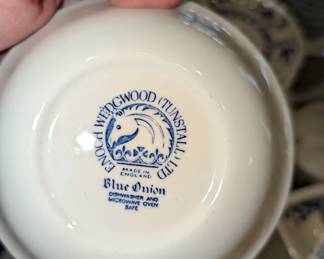 ENOCH WEDGWOOD (TUNSTALL) LTD
MADE IN
ENGLAND
Blue Onion
DISHWASHER AND
MICROWAVE OVEN
SAFE